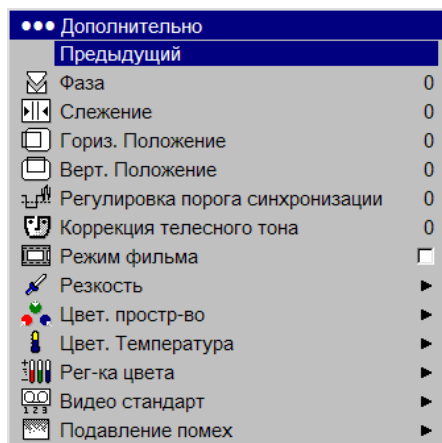 Дополнительно
Предыдущий
Фаза 0
Слежение 0
Гориз. Положение 0
Верт. Положение 0
Регулировка порога синхронизации 0
Коррекция телесного тона 0
Режим фильма
Резкость
Цвет. простр-во
Цвет. Температура
Рег-ка цвета
Видео стандарт
Подавление помех